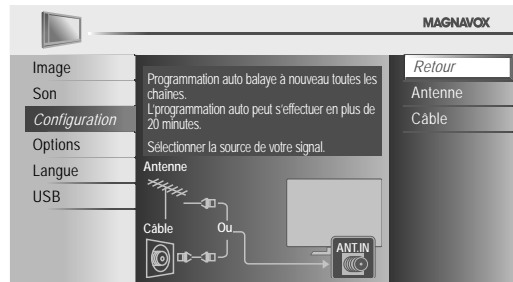 MAGNAVOX
Image
Son
Configuration
Options
Langue
USB
Programmation auto balaye à nouveau toutes les
chaînes.
L'programmation auto peut s'effectuer en plus de
20 minutes.
Sélectionner la source de votre signal.
Antenne
Câble
Ou
ANT.IN
Retour
Antenne
Câble